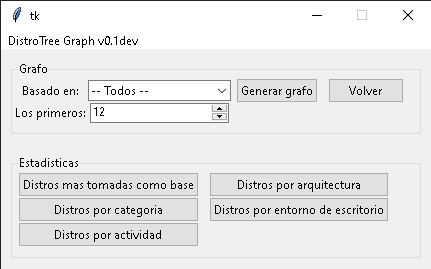 tk
DistroTree Graph v0.1dev
Grafo
Basado en: -- Todos -- Generar grafo Volver
Los primeros: 12
Estadisticas
Distros mas tomadas como base Distros por arquitectura
Distros por categoria Distros por entorno de escritorio
Distros por actividad